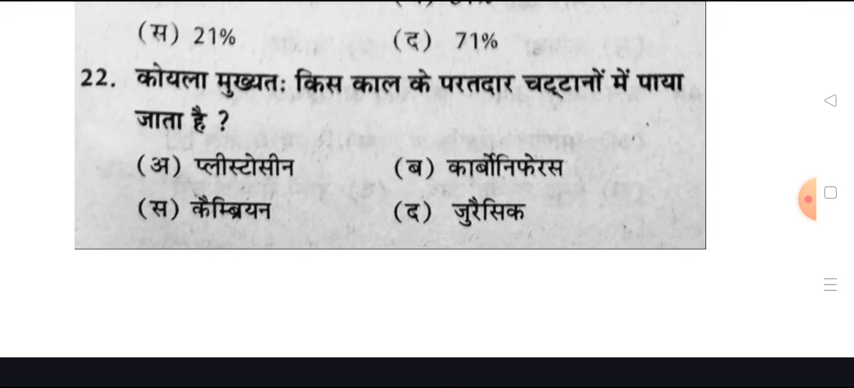 (स) 21% (द) 71%
22. कोयला मुख्यतः किस काल के परतदार चट्टानों में पाया
जाता है ?
(अ) प्लीस्टोसीन (ब) कार्बोनिफेरस
(स) कैम्ब्रियन (द) जुरैसिक